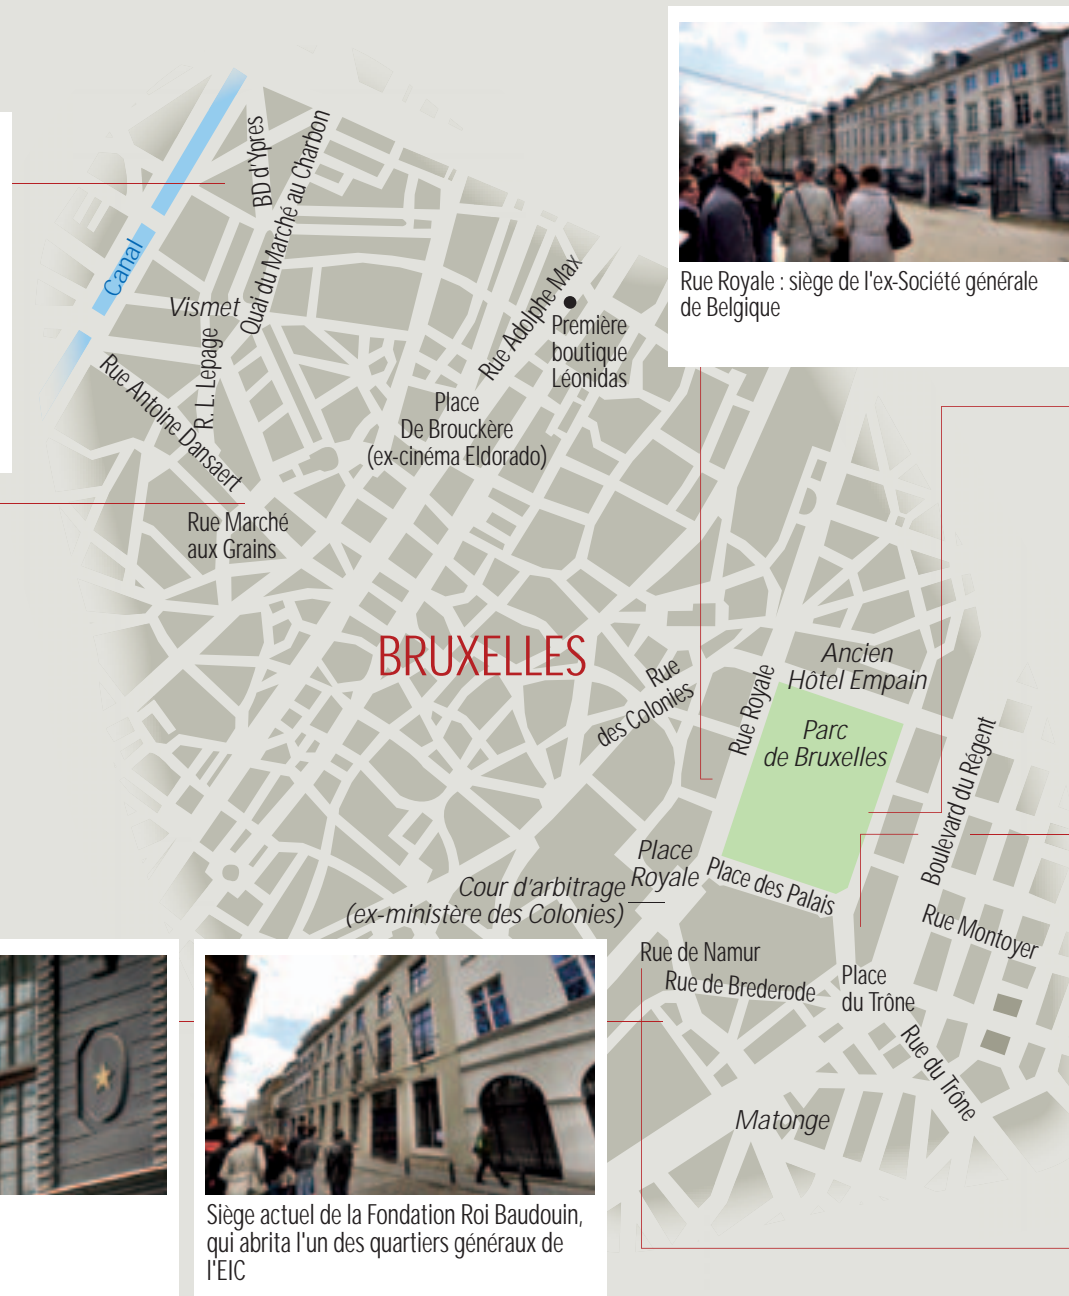 Rue Royale : siège de l'ex-Société générale
de Belgique
BD d'Ypres
Quai du Marché au Charbon
Canal
Vismet
R. L. Lepage
Rue Antoine Dansaert
Rue Marché
aux Grains
Rue Adolphe Max
Première
boutique
Léonidas
Place
De Brouckère
(ex-cinéma Eldorado)
BRUXELLES
Rue
des Colonies
Rue Royale
Ancien
Hôtel Empain
Parc
de Bruxelles
Boulevard du Régent
Place
Royale
Place des Palais
Cour d'arbitrage
(ex-ministère des Colonies)
Rue Montoyer
Rue de Namur
Rue de Brederode
Place
du Trône
Rue du Trône
Matonge
Siège actuel de la Fondation Roi Baudouin,
qui abrita l'un des quartiers généraux de
l'EIC